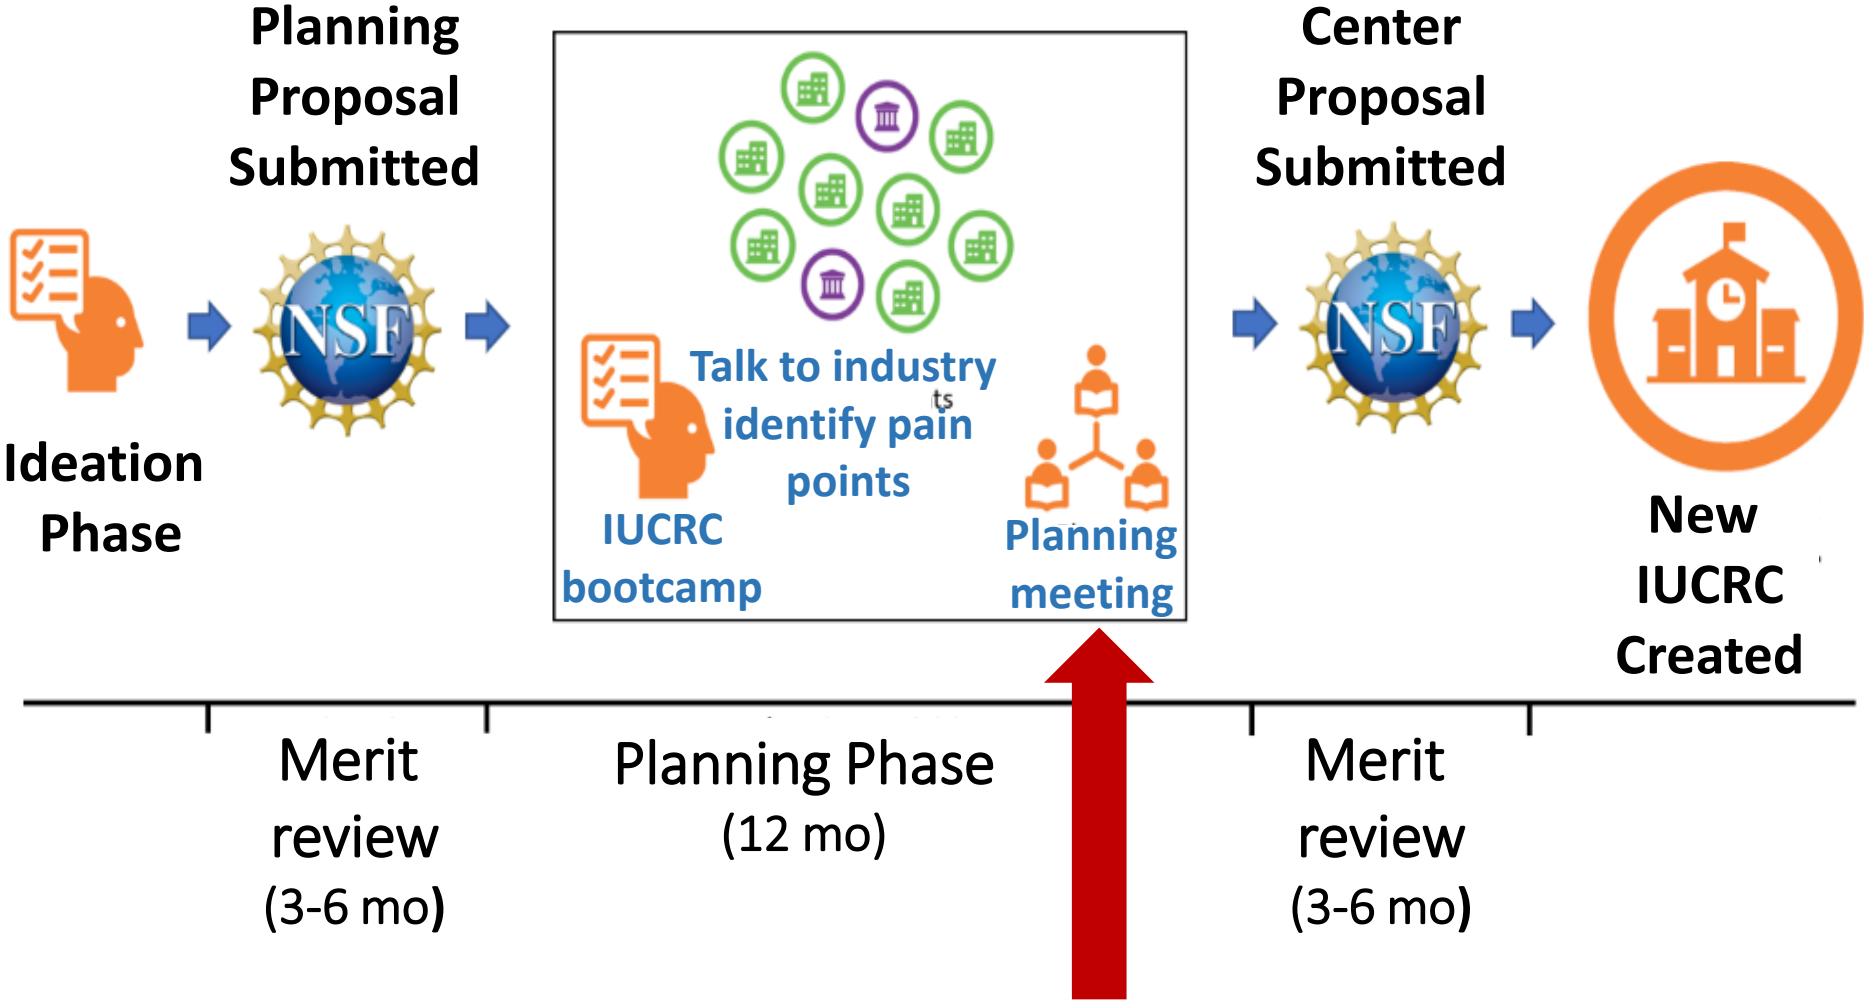 Planning
Proposal
Submitted
Center
Proposal
Submitted
NSF
NSF
Ideation
Phase
Talk to industry
ts
identify pain
points
IUCRC
bootcamp
Planning
meeting
New
IUCRC
Created
Merit
review
(3-6 mo)
Planning Phase
(12 mo)
Merit
review
(3-6 mo)